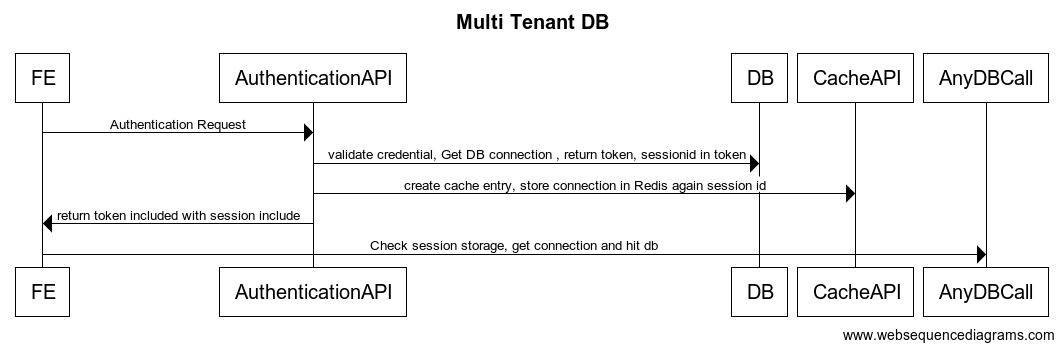 Multi Tenant DB
FE AuthenticationAPI DB CacheAPI AnyDBCall
Authentication Request
validate credential, Get DB connection , return token, sessionid in token
create cache entry, store connection in Redis again session id
return token included with session include
Check session storage, get connection and hit db
FE AuthenticationAPI DB CacheAPI AnyDBCall
www.websequencediagrams.com